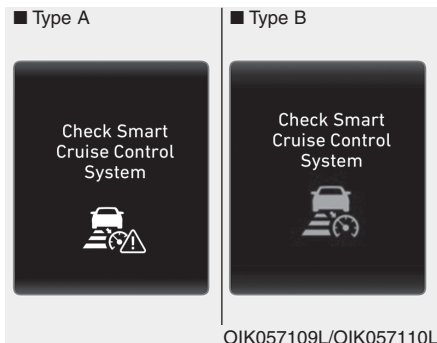 ■ Type A
Check Smart
Cruise Control
System
■ Type B
Check Smart
Cruise Control
System
OIK057109L/OIK057110L